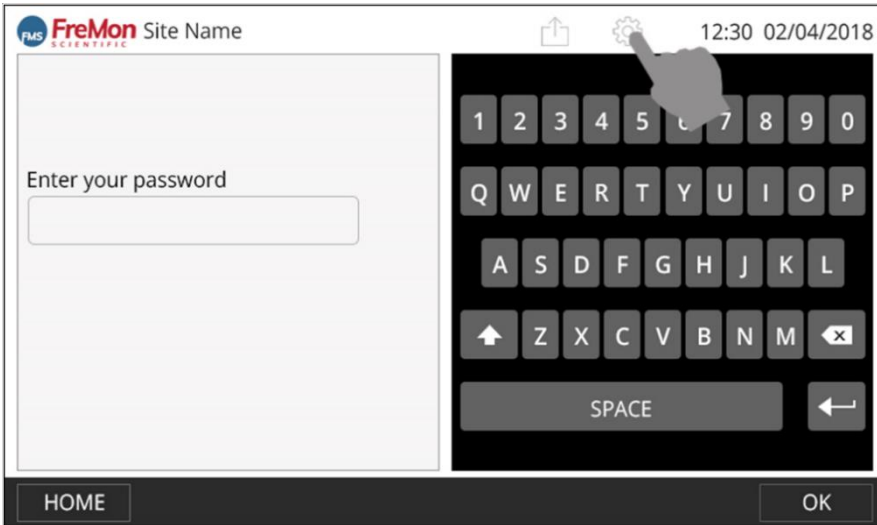 FMS FreMon Site Name 12:30 02/04/2018
SCIENTIFIC
1 2 3 4 5 6 7 8 9 0
Enter your password
Q W E R T Y U I O P
A S D F G H J K L
Z X C V B N M
SPACE
HOME OK